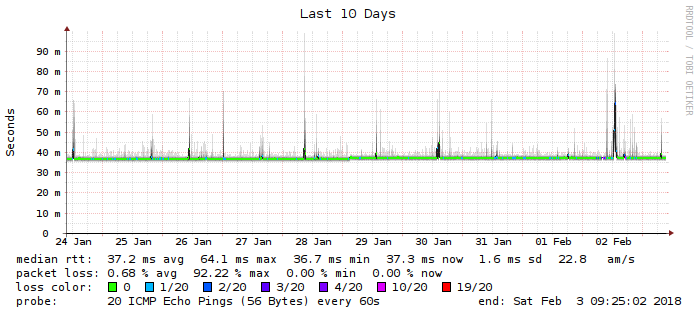 Last 10 Days
RRDTOOL / TOBI OETIKER
Seconds
90 m
80 m
70 m
60 m
50 m
40 m
30 m
20 m
10 m
0
24 Jan 25 Jan 26 Jan 27 Jan 28 Jan 29 Jan 30 Jan 31 Jan 01 Feb 02 Feb
median rtt: 37.2 ms avg 64.1 ms max 36.7 ms min 37.3 ms now 1.6 ms sd 22.8 am/s
packet loss: 0.68 % avg 92.22 % max 0.00 % min 0.00 % now
loss color: 0 1/20 2/20 3/20 4/20 10/20 19/20
probe: 20 ICMP Echo Pings (56 Bytes) every 60s end: Sat Feb 3 09:25:02 2018